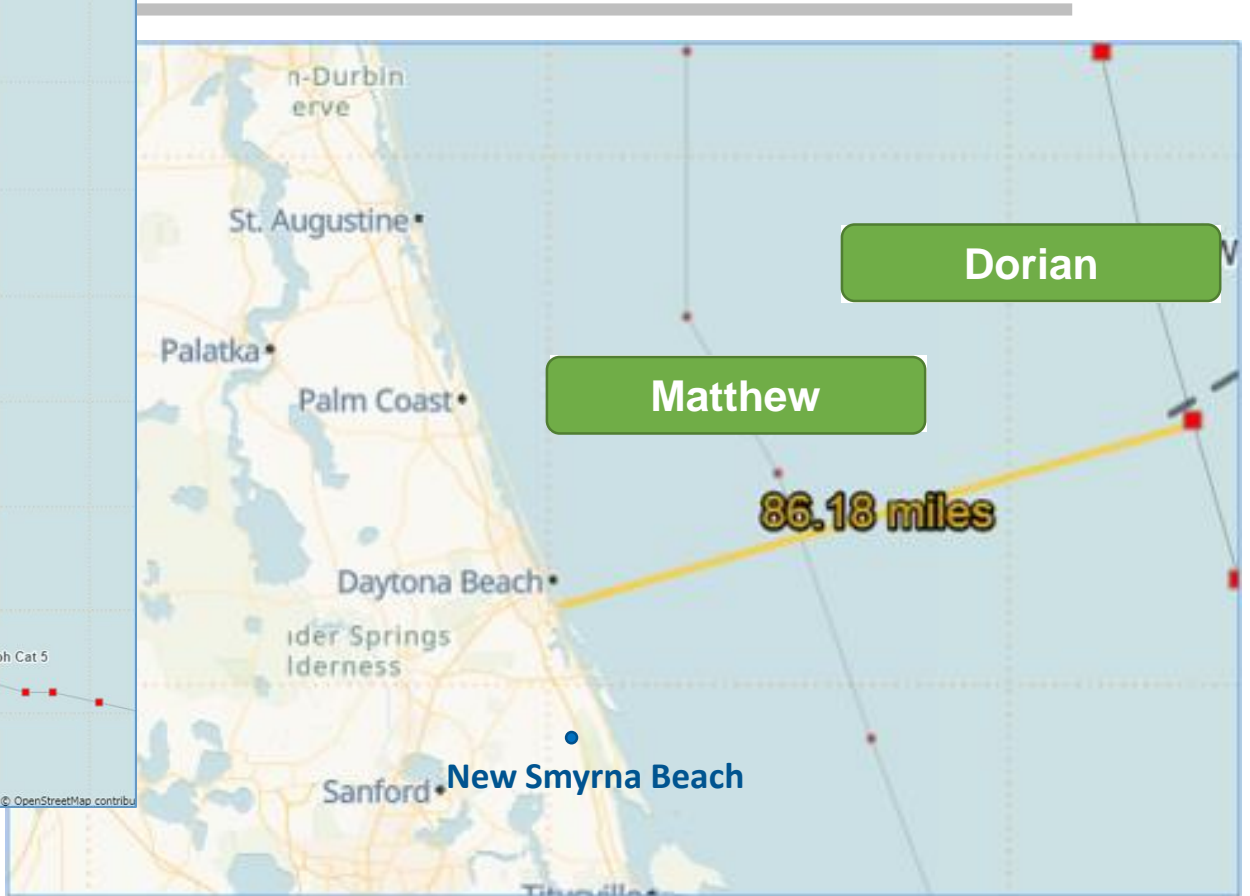 n-Durbin
erve
St. Augustine
Dorian
Palatka
Palm Coast
Matthew
86.18 miles
Daytona Beach
ider Springs
lderness
ph Cat 5
New Smyrna Beach
Sanford
© OpenStreetMap contribu